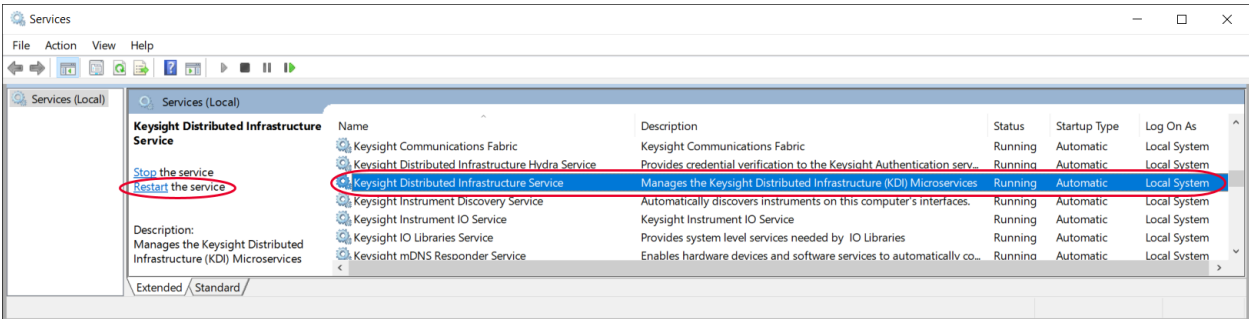 Services
File Action View Help
Services (Local)
Services (Local)
Keysight Distributed Infrastructure Service
Stop the service
Restart the service
Description:
Manages the Keysight Distributed
Infrastructure (KDI) Microservices
Name Description Status Startup Type Log On As
Keysight Communications Fabric Keysight Communications Fabric Running Automatic Local System
Keysight Distributed Infrastructure Hydra Service Provides credential verification to the Keysight Authentication serv... Running Automatic Local System
Keysight Distributed Infrastructure Service Manages the Keysight Distributed Infrastructure (KDI) Microservices Running Automatic Local System
Keysight Instrument Discovery Service Automatically discovers instruments on this computer's interfaces. Running Automatic Local System
Keysight Instrument IO Service Keysight Instrument IO Service Running Automatic Local System
Keysight IO Libraries Service Provides system level services needed by IO Libraries Running Automatic Local System
Keysight mDNS Responder Service Enables hardware devices and software services to automatically co... Running Automatic Local System
Extended Standard